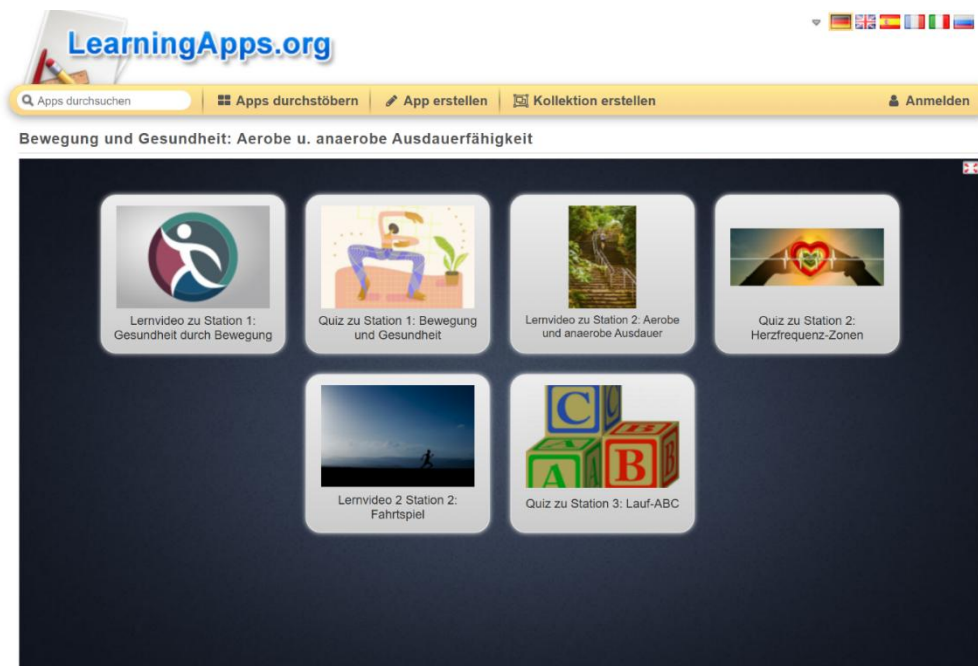 LearningApps.org
Apps durchsuchen
Apps durchstöbern
App erstellen
Kollektion erstellen
Anmelden
Bewegung und Gesundheit: Aerobe u. anaerobe Ausdauerfähigkeit
Lernvideo zu Station 1:
Gesundheit durch Bewegung
Quiz zu Station 1: Bewegung
und Gesundheit
Lernvideo zu Station 2: Aerobe
und anaerobe Ausdauer
Quiz zu Station 2:
Herzfrequenz-Zonen
Lernvideo 2 Station 2:
Fahrtspiel
C
C
B
A
A
B
B
Quiz zu Station 3: Lauf-ABC